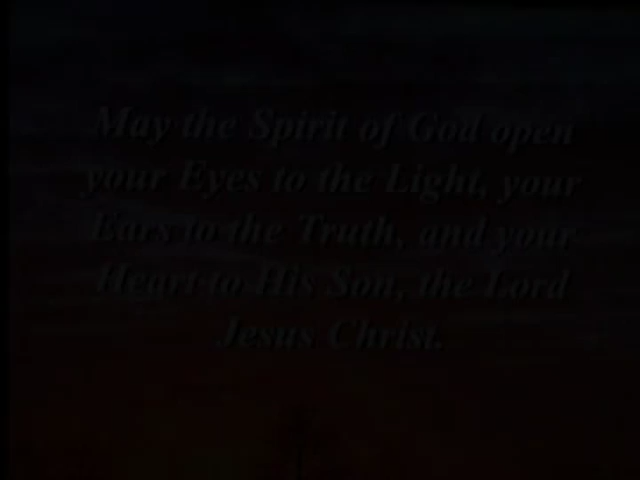 May the Spirit of God open
your Eyes to the Light, your
Ears to the Truth, and your
Heart to His Son, the Lord
Jesus Christ.